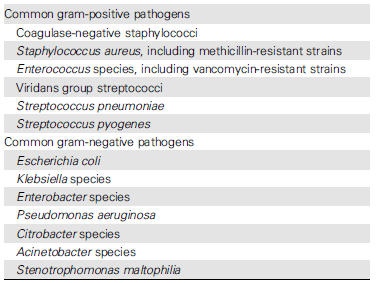 Common gram-positive pathogens
Coagulase-negative staphylococci
Staphylococcus aureus, including methicillin-resistant strains
Enterococcus species, including vancomycin-resistant strains
Viridans group streptococci
Streptococcus pneumoniae
Streptococcus pyogenes
Common gram-negative pathogens
Escherichia coli
Klebsiella species
Enterobacter species
Pseudomonas aeruginosa
Citrobacter species
Acinetobacter species
Stenotrophomonas maltophilia